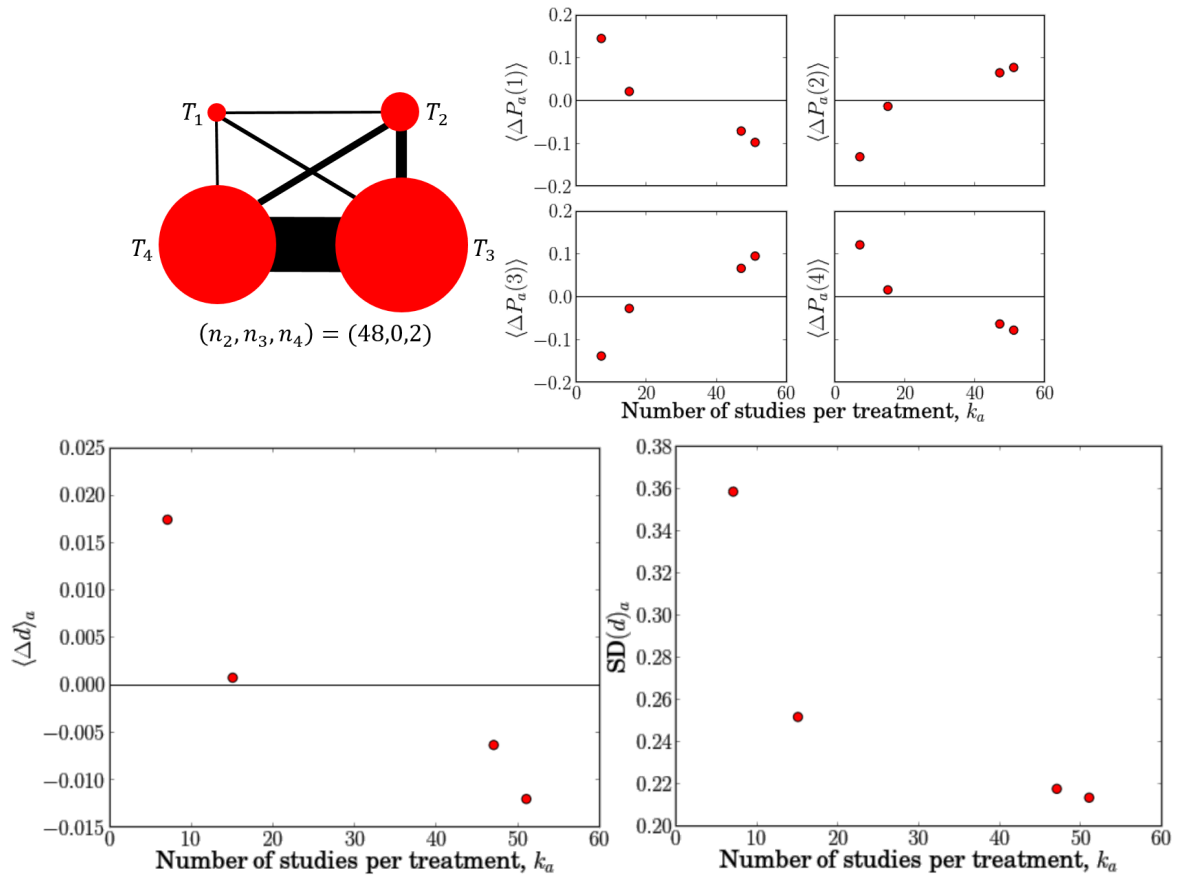 T₁
T₂
T₄
T₃
(n₂,n₃,n₄) = (48,0,2)
⟨ΔPₐ(1)⟩
0.2
0.1
0.0
−0.1
−0.2
⟨ΔPₐ(2)⟩
⟨ΔPₐ(3)⟩
0.2
0.1
0.0
−0.1
−0.2
0 20 40 60
⟨ΔPₐ(4)⟩
0 20 40 60
Number of studies per treatment, kₐ
⟨Δd⟩ₐ
0.025
0.020
0.015
0.010
0.005
0.000
−0.005
−0.010
−0.015
0 10 20 30 40 50 60
Number of studies per treatment, kₐ
SD(d)ₐ
0.38
0.36
0.34
0.32
0.30
0.28
0.26
0.24
0.22
0.20
0 10 20 30 40 50 60
Number of studies per treatment, kₐ